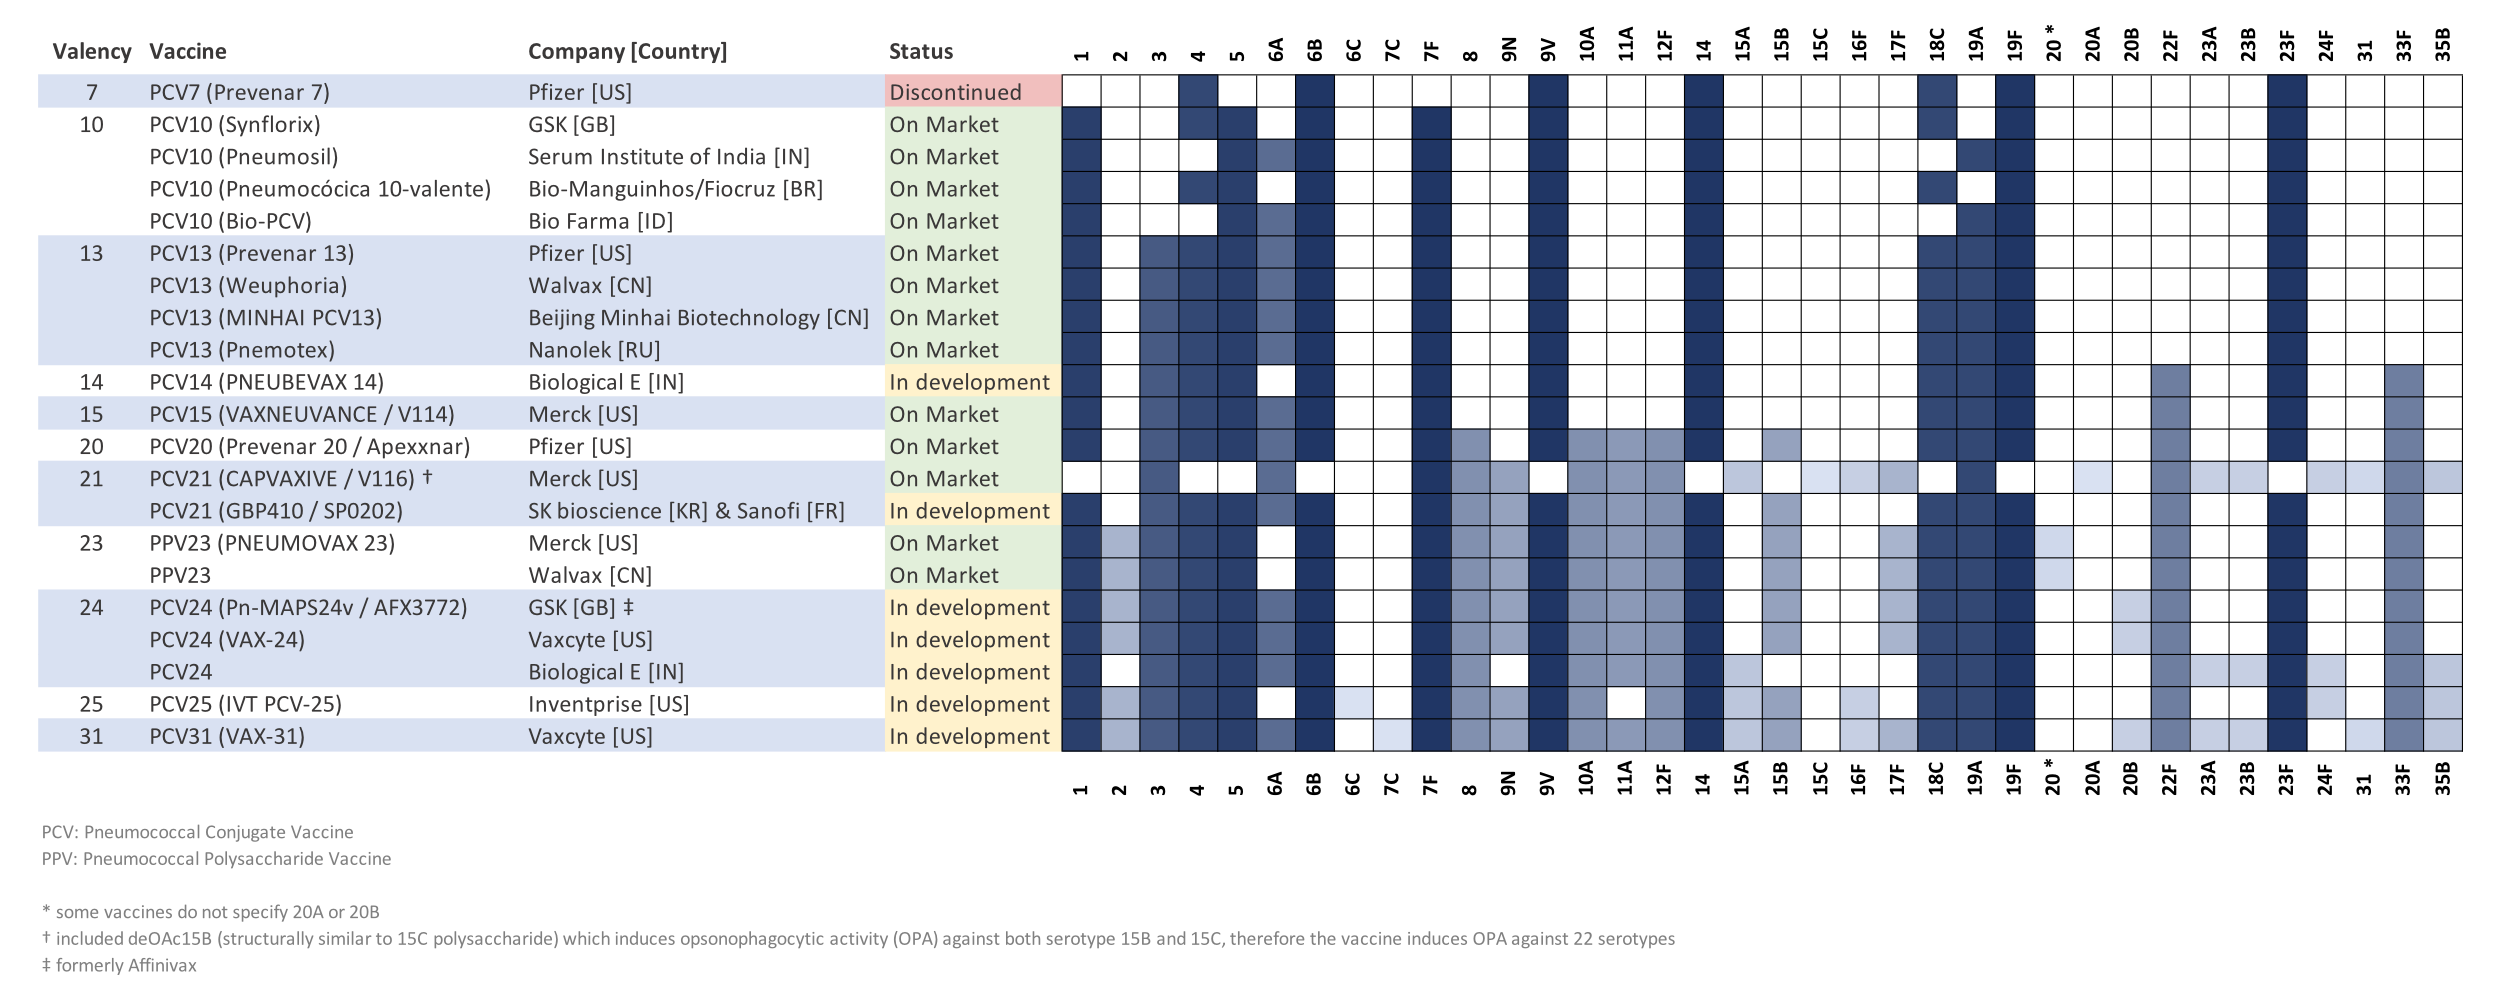 Valency Vaccine Company [Country] Status 1 2 3 4 5 6A 6B 6C 7C 7F 8 9N 9V 10A 11A 12F 14 15A 15B 15C 16F 17F 18C 19A 19F 20 * 20A 20B 22F 23A 23B 23F 24F 31 33F 35B
7 PCV7 (Prevenar 7) Pfizer [US] Discontinued
10 PCV10 (Synflorix) GSK [GB] On Market
PCV10 (Pneumosil) Serum Institute of India [IN] On Market
PCV10 (Pneumocócica 10-valente) Bio-Manguinhos/Fiocruz [BR] On Market
PCV10 (Bio-PCV) Bio Farma [ID] On Market
13 PCV13 (Prevenar 13) Pfizer [US] On Market
PCV13 (Weuphoria) Walvax [CN] On Market
PCV13 (MINHAI PCV13) Beijing Minhai Biotechnology [CN] On Market
PCV13 (Pnemotex) Nanolek [RU] On Market
14 PCV14 (PNEUBEVAX 14) Biological E [IN] In development
15 PCV15 (VAXNEUVANCE / V114) Merck [US] On Market
20 PCV20 (Prevenar 20 / Apexxnar) Pfizer [US] On Market
21 PCV21 (CAPVAXIVE / V116) † Merck [US] On Market
PCV21 (GBP410 / SP0202) SK bioscience [KR] & Sanofi [FR] In development
23 PPV23 (PNEUMOVAX 23) Merck [US] On Market
PPV23 Walvax [CN] On Market
24 PCV24 (Pn-MAPS24v / AFX3772) GSK [GB] ‡ In development
PCV24 (VAX-24) Vaxcyte [US] In development
PCV24 Biological E [IN] In development
25 PCV25 (IVT PCV-25) Inventprise [US] In development
31 PCV31 (VAX-31) Vaxcyte [US] In development
1 2 3 4 5 6A 6B 6C 7C 7F 8 9N 9V 10A 11A 12F 14 15A 15B 15C 16F 17F 18C 19A 19F 20 * 20A 20B 22F 23A 23B 23F 24F 31 33F 35B
PCV: Pneumococcal Conjugate Vaccine
PPV: Pneumococcal Polysaccharide Vaccine
* some vaccines do not specify 20A or 20B
† included deOAc15B (structurally similar to 15C polysaccharide) which induces opsonophagocytic activity (OPA) against both serotype 15B and 15C, therefore the vaccine induces OPA against 22 serotypes
‡ formerly Affinivax